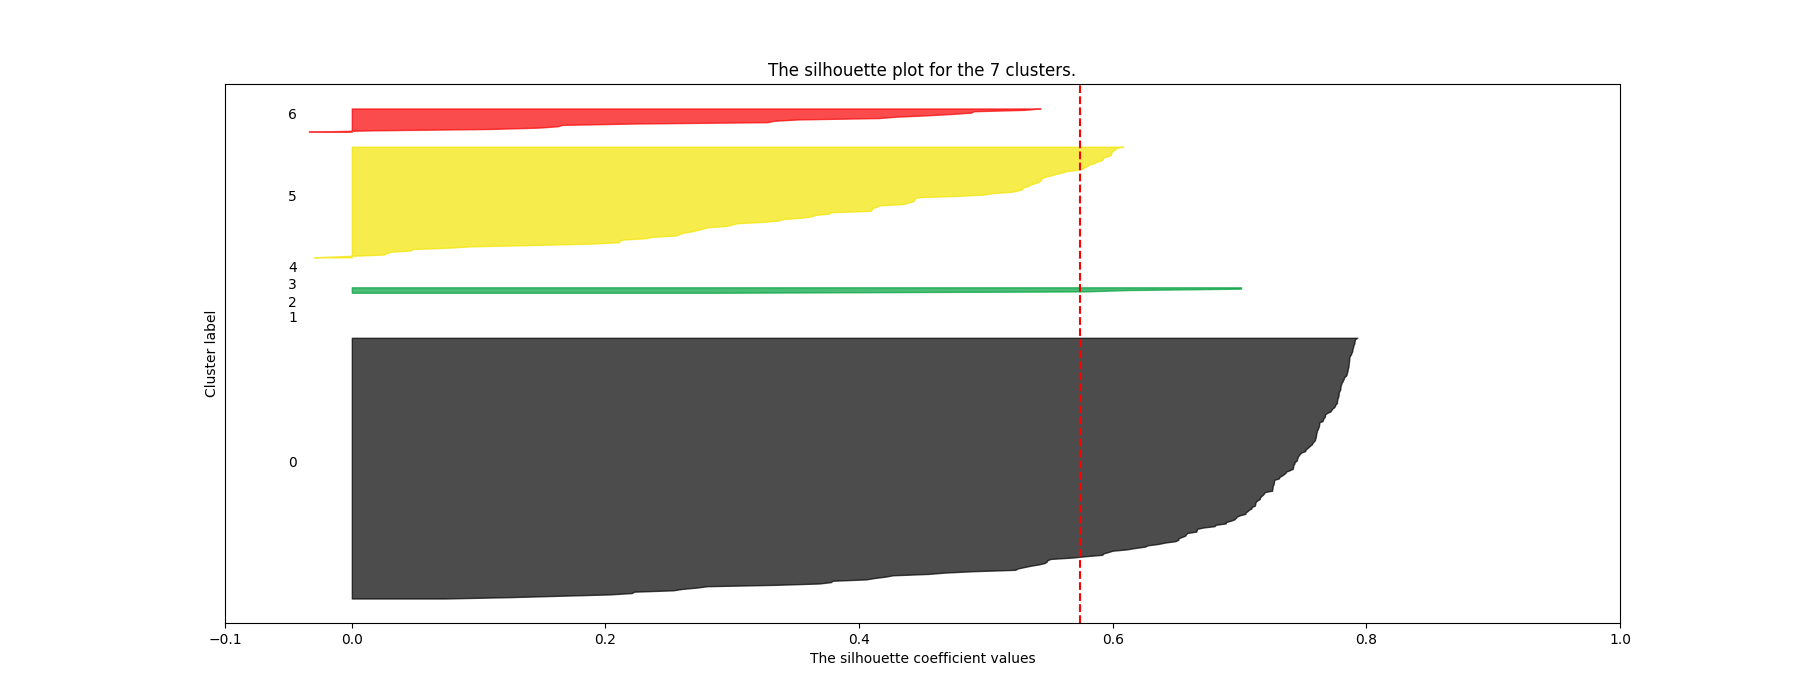 The silhouette plot for the 7 clusters.
6
5
4
3
2
1
0
Cluster label
−0.1 0.0 0.2 0.4 0.6 0.8 1.0
The silhouette coefficient values